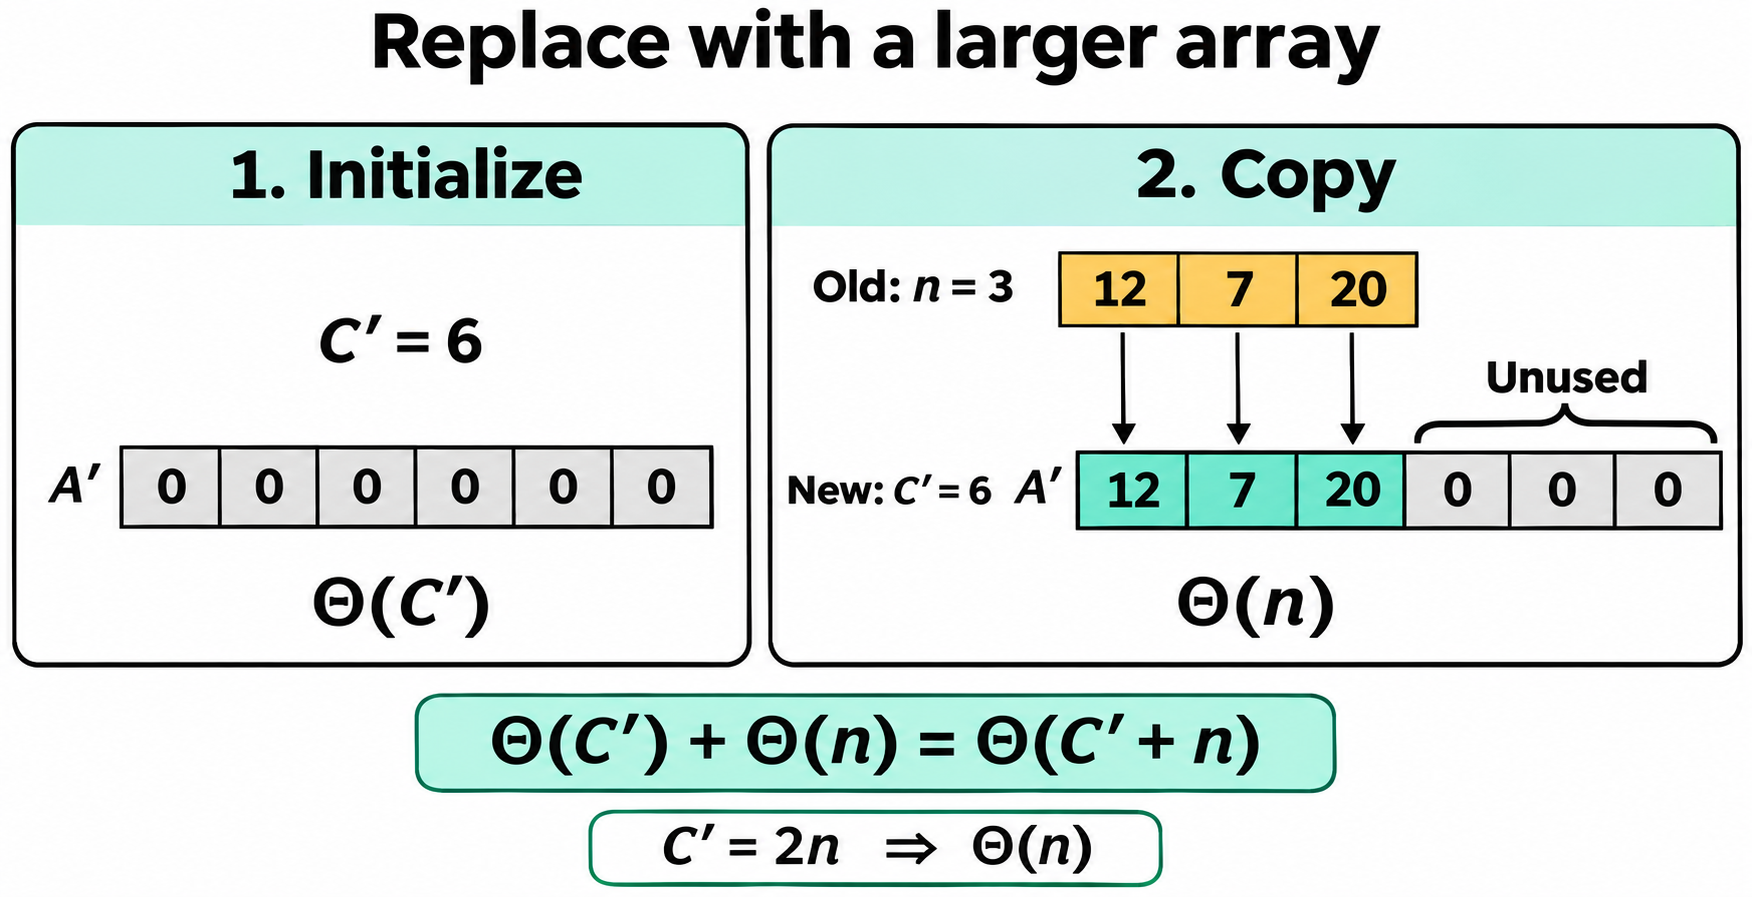 Replace with a larger array
1. Initialize
C′ = 6
A′ 0 0 0 0 0 0
Θ(C′)
2. Copy
Old: n = 3 12 7 20
Unused
New: C′ = 6 A′ 12 7 20 0 0 0
Θ(n)
Θ(C′) + Θ(n) = Θ(C′ + n)
C′ = 2n ⇒ Θ(n)